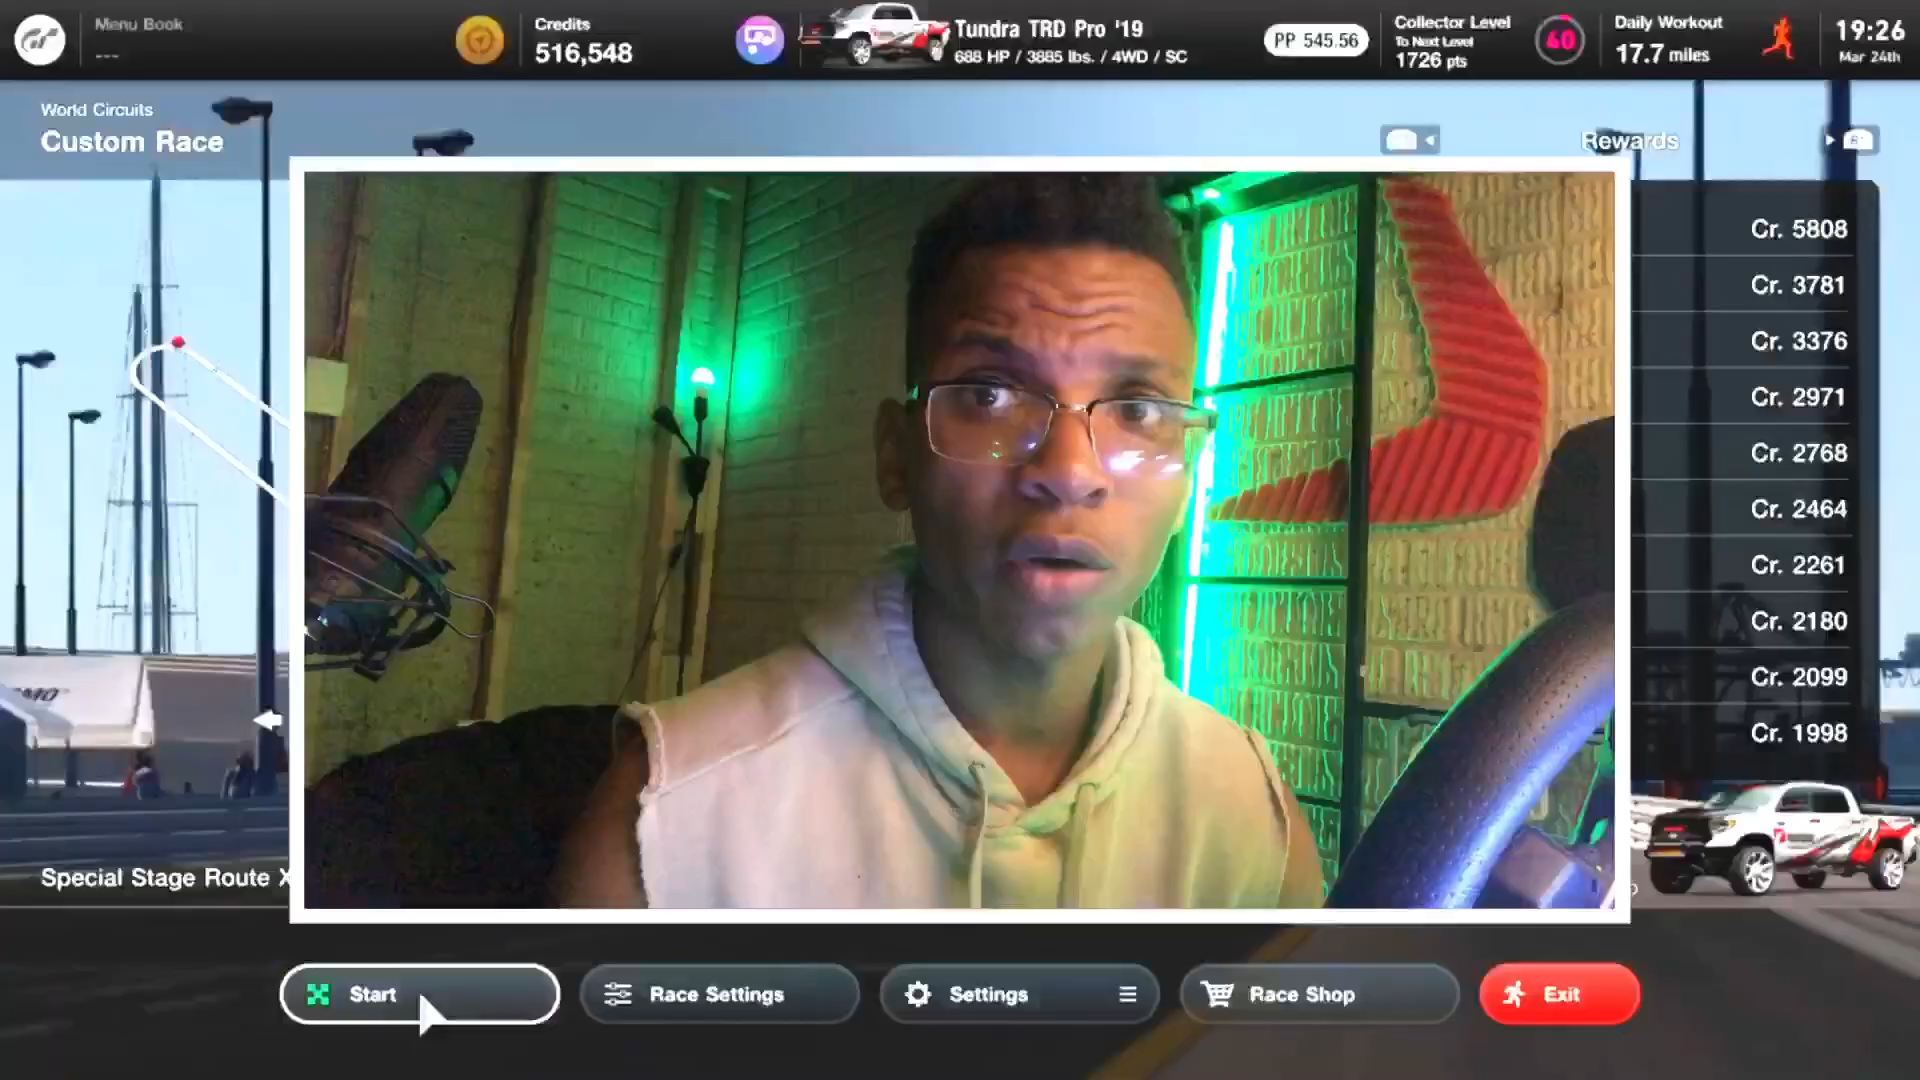 Menu Book
---
Credits
516,548
Tundra TRD Pro '19
688 HP / 3885 lbs. / 4WD / SC
PP 545.56
Collector Level
To Next Level
1726 pts
40
Daily Workout
17.7 miles
19:26
Mar 24th
World Circuits
Custom Race
Rewards
R1
Cr. 5808
Cr. 3781
Cr. 3376
Cr. 2971
Cr. 2768
Cr. 2464
Cr. 2261
Cr. 2180
Cr. 2099
Cr. 1998
Special Stage Route X
Start
Race Settings
Settings
Race Shop
Exit